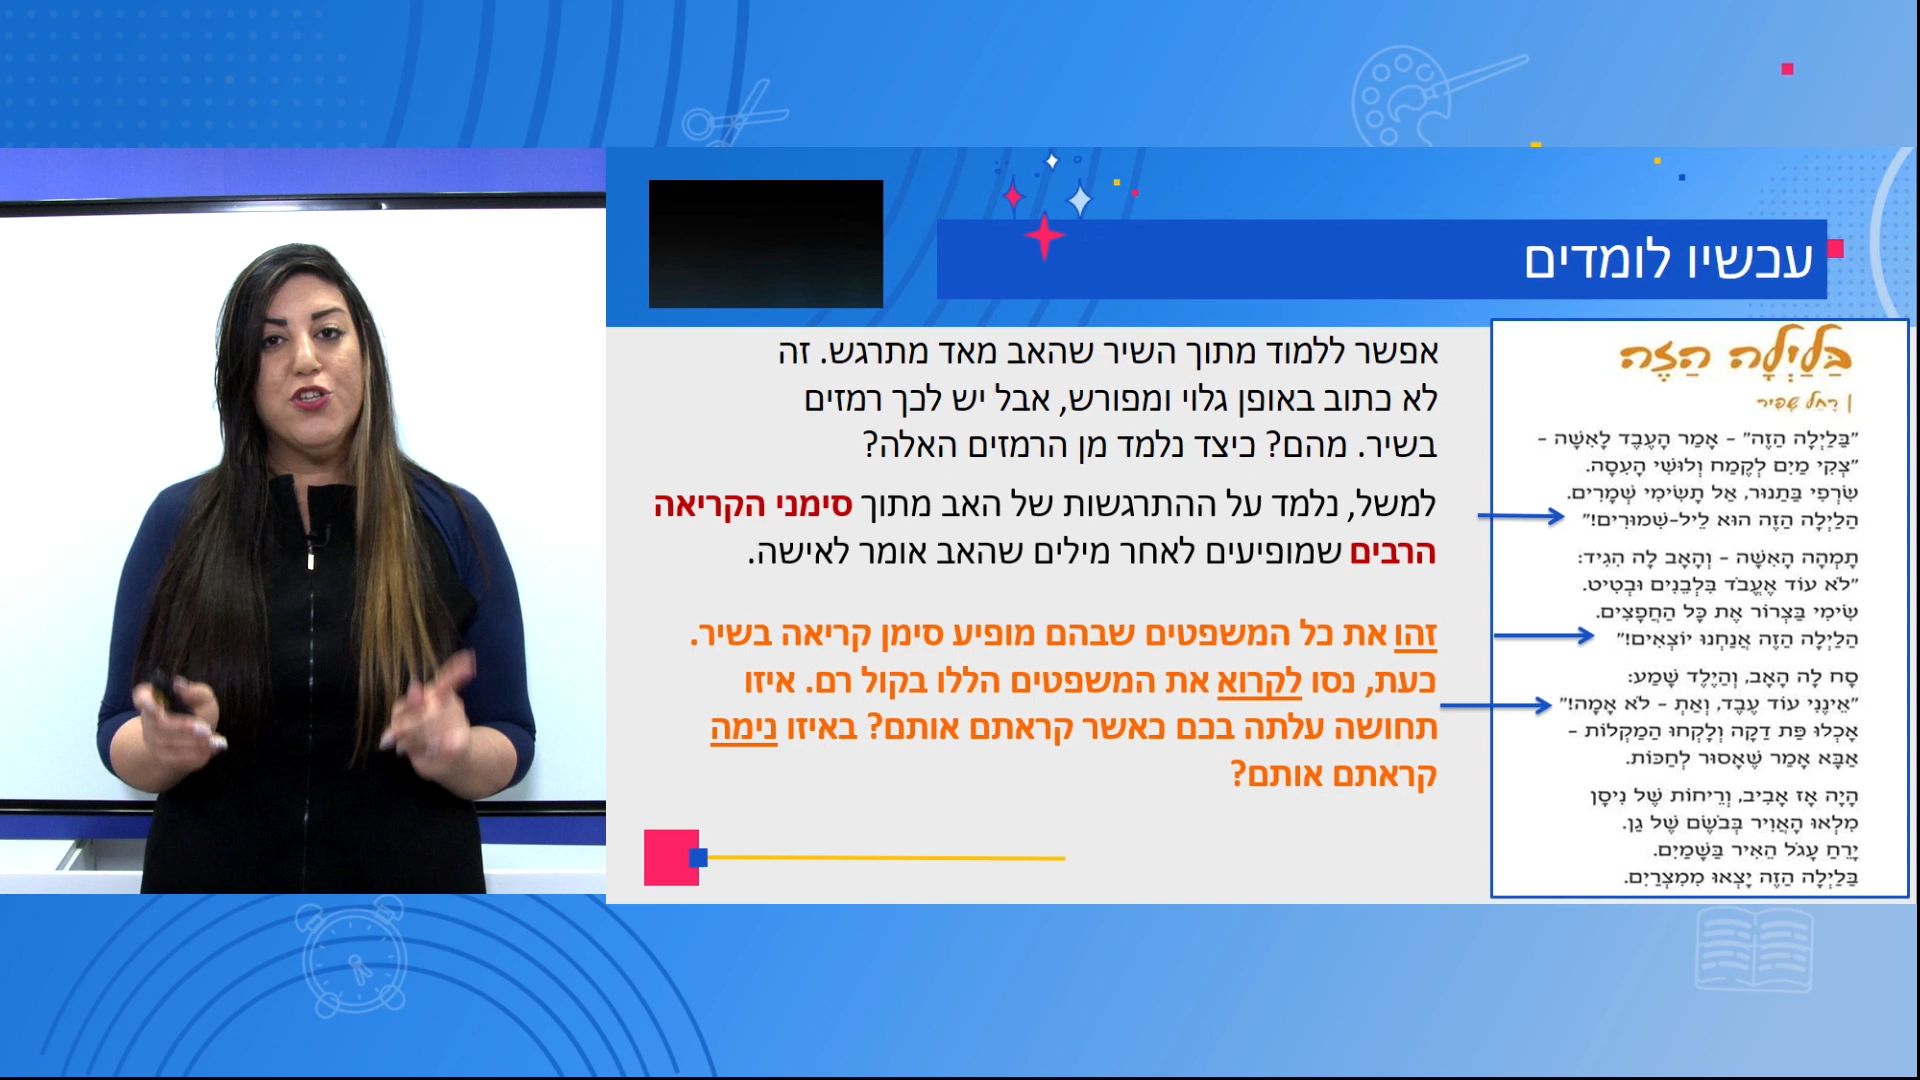 עכשיו לומדים
אפשר ללמוד מתוך השיר שהאב מאד מתרגש. זה
לא כתוב באופן גלוי ומפורש, אבל יש לכך רמזים
בשיר. מהם? כיצד נלמד מן הרמזים האלה?
למשל, נלמד על ההתרגשות של האב מתוך סימני הקריאה
הרבים שמופיעים לאחר מילים שהאב אומר לאישה.
זהו את כל המשפטים שבהם מופיע סימן קריאה בשיר.
כעת, נסו לקרוא את המשפטים הללו בקול רם. איזו
תחושה עלתה בכם כאשר קראתם אותם? באיזו נימה
קראתם אותם?
בַּלַּיְלָה הַזֶּה
| רָחֵל שַׁפִּיר
"בַּלַּיְלָה הַזֶּה" – אָמַר הָעֶבֶד לָאִשָּׁה –
"צְקִי מַיִם לְקֶמַח וְלוּשִׁי הָעִסָּה.
שִׂרְפִי בַּתַּנּוּר, אַל תָּשִׂימִי שְׁמָרִים.
הַלַּיְלָה הַזֶּה הוּא לֵיל-שִׁמּוּרִים!"
תָּמְהָה הָאִשָּׁה – וְהָאָב לָהּ הִגִּיד:
"לֹא עוֹד אֶעֱבֹד בִּלְבֵנִים וּבְטִיט.
שִׂימִי בַּצְּרוֹר אֶת כָּל הַחֲפָצִים.
הַלַּיְלָה הַזֶּה אֲנַחְנוּ יוֹצְאִים!"
סָח לָהּ הָאָב, וְהַיֶּלֶד שָׁמַע:
"אֵינֶנִּי עוֹד עֶבֶד, וְאַתְּ – לֹא אָמָה!"
אָכְלוּ פַּת דַּקָּה וְלָקְחוּ הַמַּקְלוֹת –
אַבָּא אָמַר שֶׁאָסוּר לְחַכּוֹת.
הָיָה אָז אָבִיב, וְרֵיחוֹת שֶׁל נִיסָן
מִלְאוּ הָאֲוִיר בְּבֹשֶׂם שֶׁל גַּן.
יָרֵחַ עָגֹל הֵאִיר בַּשָּׁמַיִם.
בַּלַּיְלָה הַזֶּה יָצְאוּ מִמִּצְרַיִם.